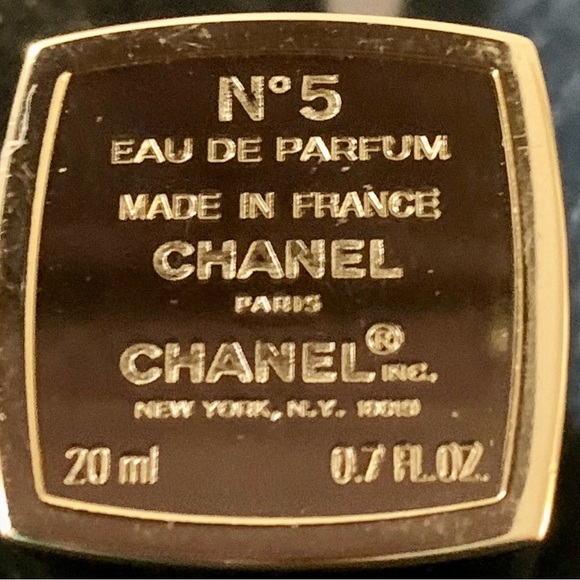 N°5
EAU DE PARFUM
MADE IN FRANCE
CHANEL
PARIS
CHANEL® INC.
NEW YORK, N.Y. 10019
20 ml 0.7 FL.OZ.